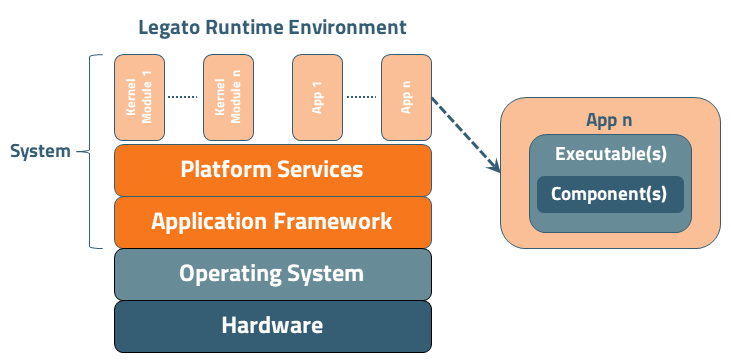 Legato Runtime Environment
Kernel
Module 1
Kernel
Module n
App 1
App n
System
Platform Services
Application Framework
Operating System
Hardware
App n
Executable(s)
Component(s)